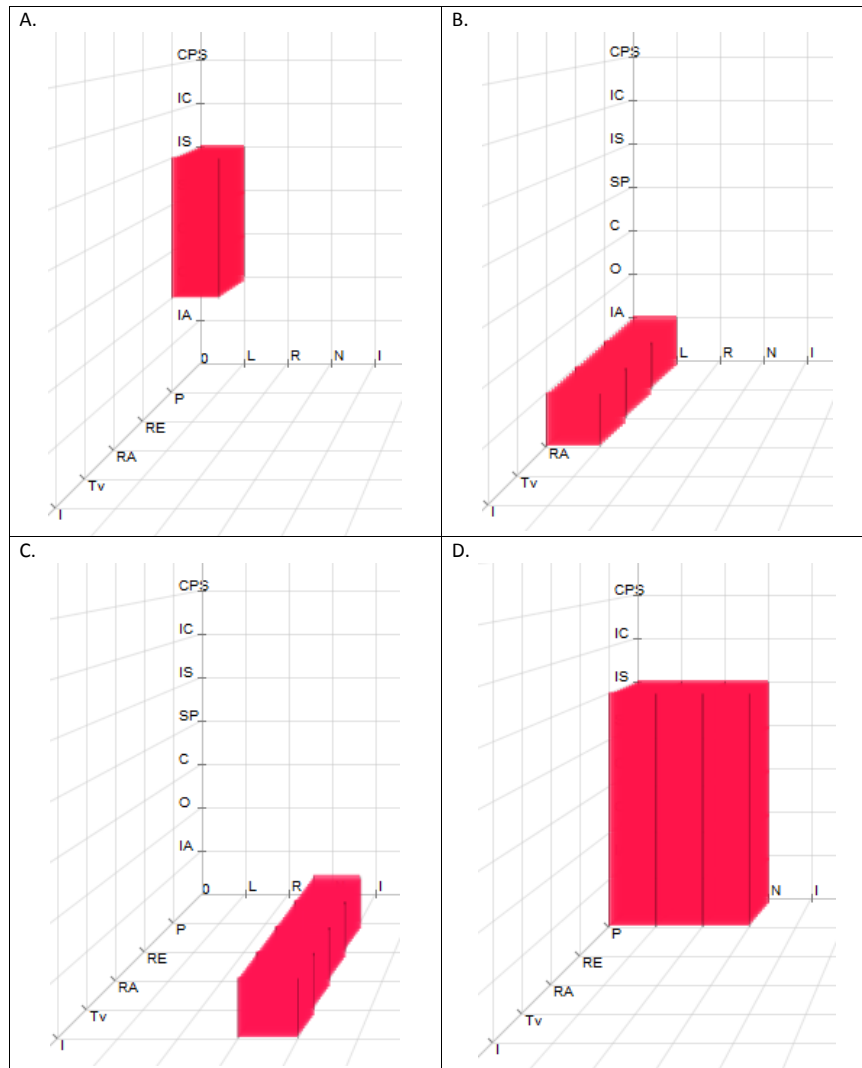 A.
CPS
IC
IS
IA
0 L R N I
P
RE
RA
Tv
I
B.
CPS
IC
IS
SP
C
O
IA
L R N I
RA
Tv
I
C.
CPS
IC
IS
SP
C
O
IA
0 L R I
P
RE
RA
Tv
I
D.
CPS
IC
IS
N I
P
RE
RA
Tv
I